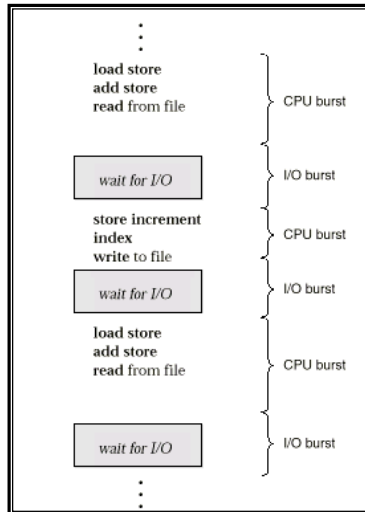 load store
add store
read from file
CPU burst
wait for I/O
I/O burst
store increment
index
write to file
CPU burst
wait for I/O
I/O burst
load store
add store
read from file
CPU burst
wait for I/O
I/O burst